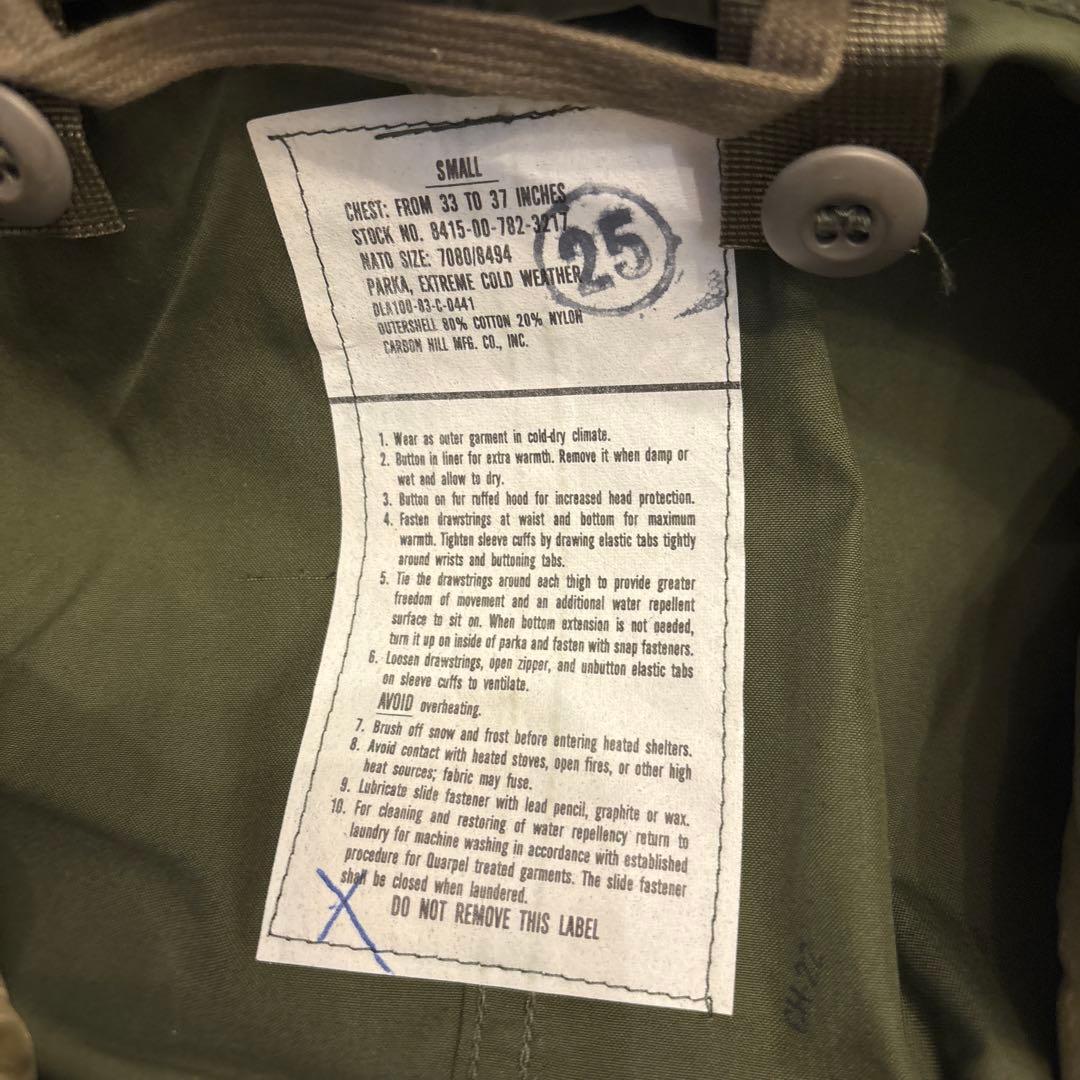 SMALL
CHEST: FROM 33 TO 37 INCHES
STOCK NO. 8415-00-782-3217
NATO SIZE: 7080/8494
PARKA, EXTREME COLD WEATHER
DLA100-83-C-0441
OUTERSHELL 80% COTTON 20% NYLON
CARBON HILL MFG. CO., INC.
25
1. Wear as outer garment in cold-dry climate.
2. Button in liner for extra warmth. Remove it when damp or
wet and allow to dry.
3. Button on fur ruffed hood for increased head protection.
4. Fasten drawstrings at waist and bottom for maximum
warmth. Tighten sleeve cuffs by drawing elastic tabs tightly
around wrists and buttoning tabs.
5. Tie the drawstrings around each thigh to provide greater
freedom of movement and an additional water repellent
surface to sit on. When bottom extension is not needed,
turn it up on inside of parka and fasten with snap fasteners.
6. Loosen drawstrings, open zipper, and unbutton elastic tabs
on sleeve cuffs to ventilate.
AVOID overheating.
7. Brush off snow and frost before entering heated shelters.
8. Avoid contact with heated stoves, open fires, or other high
heat sources; fabric may fuse.
9. Lubricate slide fastener with lead pencil, graphite or wax.
10. For cleaning and restoring of water repellency return to
laundry for machine washing in accordance with established
procedure for Quarpel treated garments. The slide fastener
shall be closed when laundered.
DO NOT REMOVE THIS LABEL